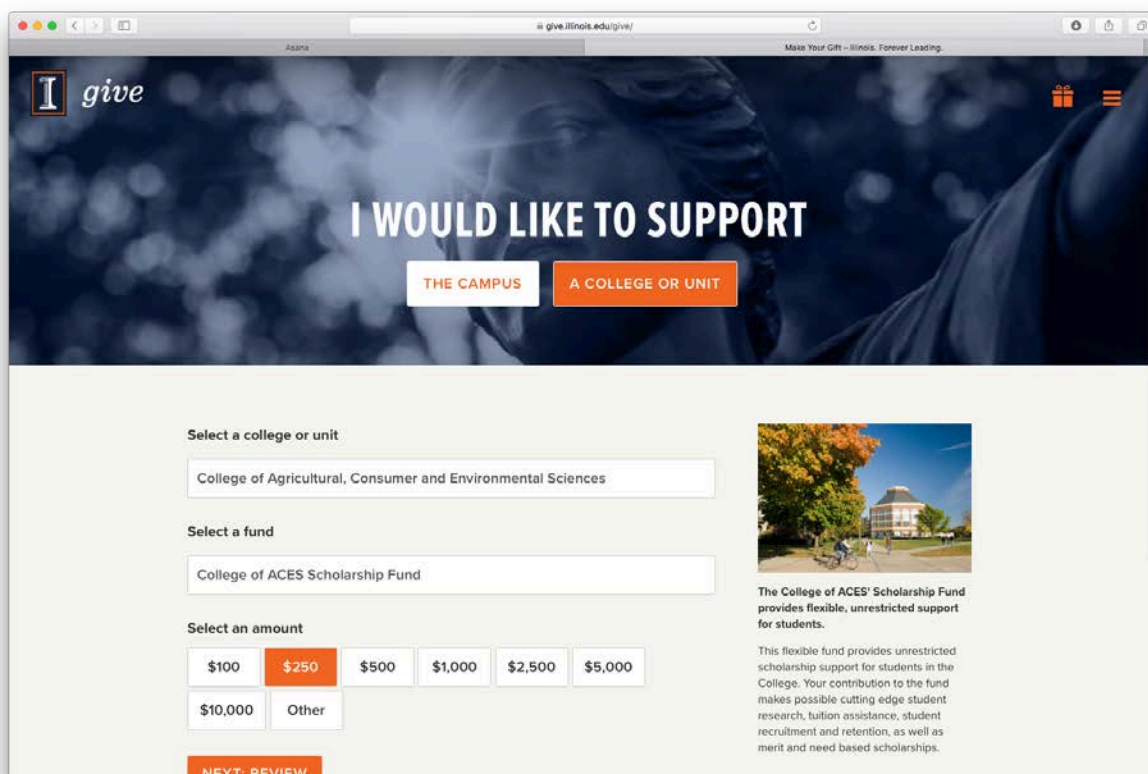 give.illinois.edu/give/
Asana
Make Your Gift – Illinois. Forever Leading.
I give
I WOULD LIKE TO SUPPORT
THE CAMPUS
A COLLEGE OR UNIT
Select a college or unit
College of Agricultural, Consumer and Environmental Sciences
Select a fund
College of ACES Scholarship Fund
Select an amount
$100 $250 $500 $1,000 $2,500 $5,000
$10,000 Other
NEXT: REVIEW
The College of ACES' Scholarship Fund
provides flexible, unrestricted support
for students.
This flexible fund provides unrestricted
scholarship support for students in the
College. Your contribution to the fund
makes possible cutting edge student
research, tuition assistance, student
recruitment and retention, as well as
merit and need based scholarships.